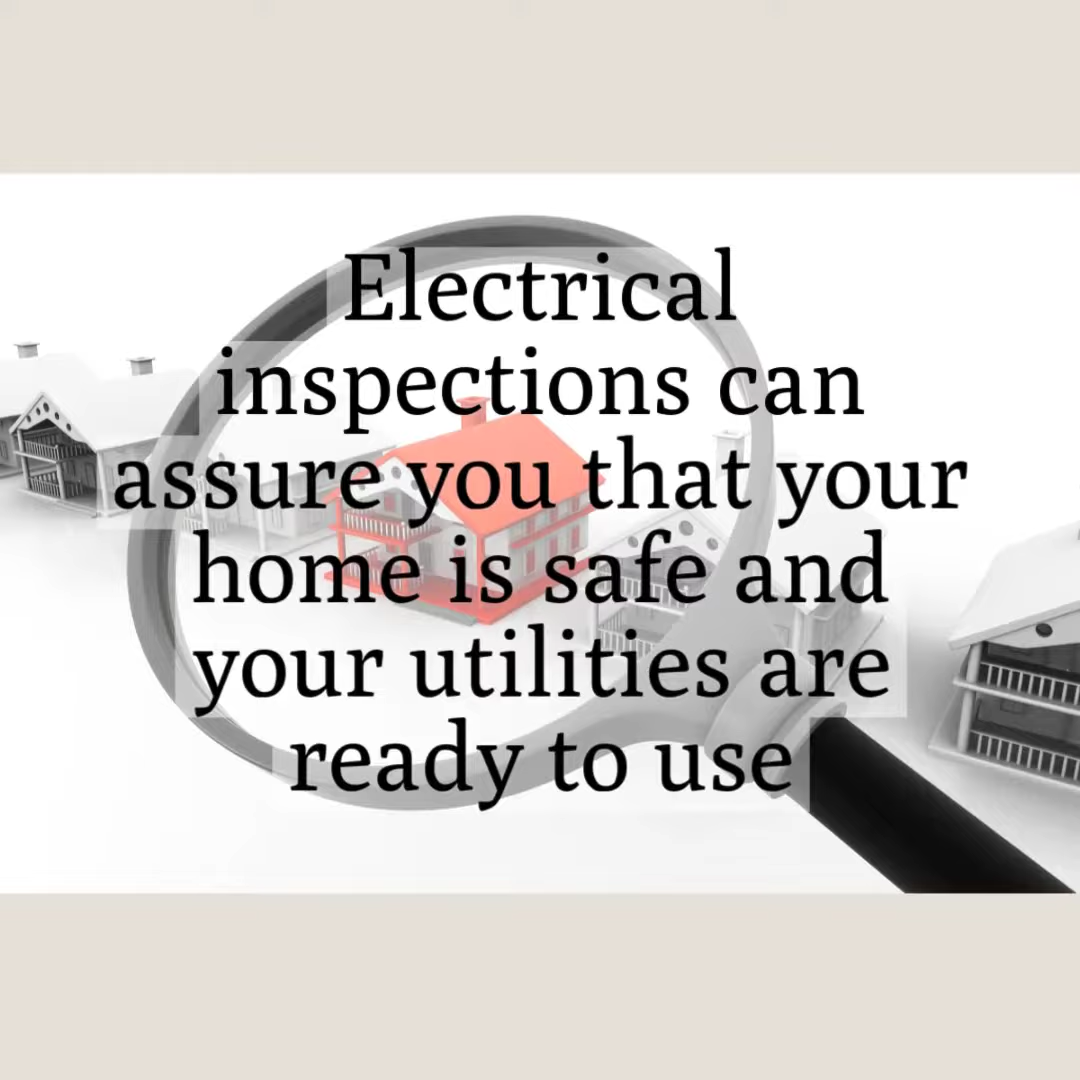 Electrical
inspections can
assure you that your
home is safe and
your utilities are
ready to use